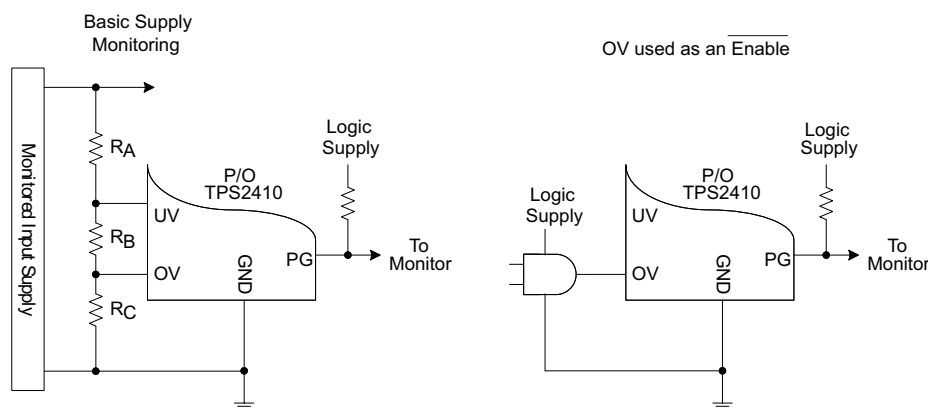 Basic Supply
Monitoring
OV used as an Enable
Monitored Input Supply
RA
RB
RC
P/O
TPS2410
UV
OV
GND
PG
Logic
Supply
To
Monitor
Logic
Supply
P/O
TPS2410
UV
OV
GND
PG
Logic
Supply
To
Monitor